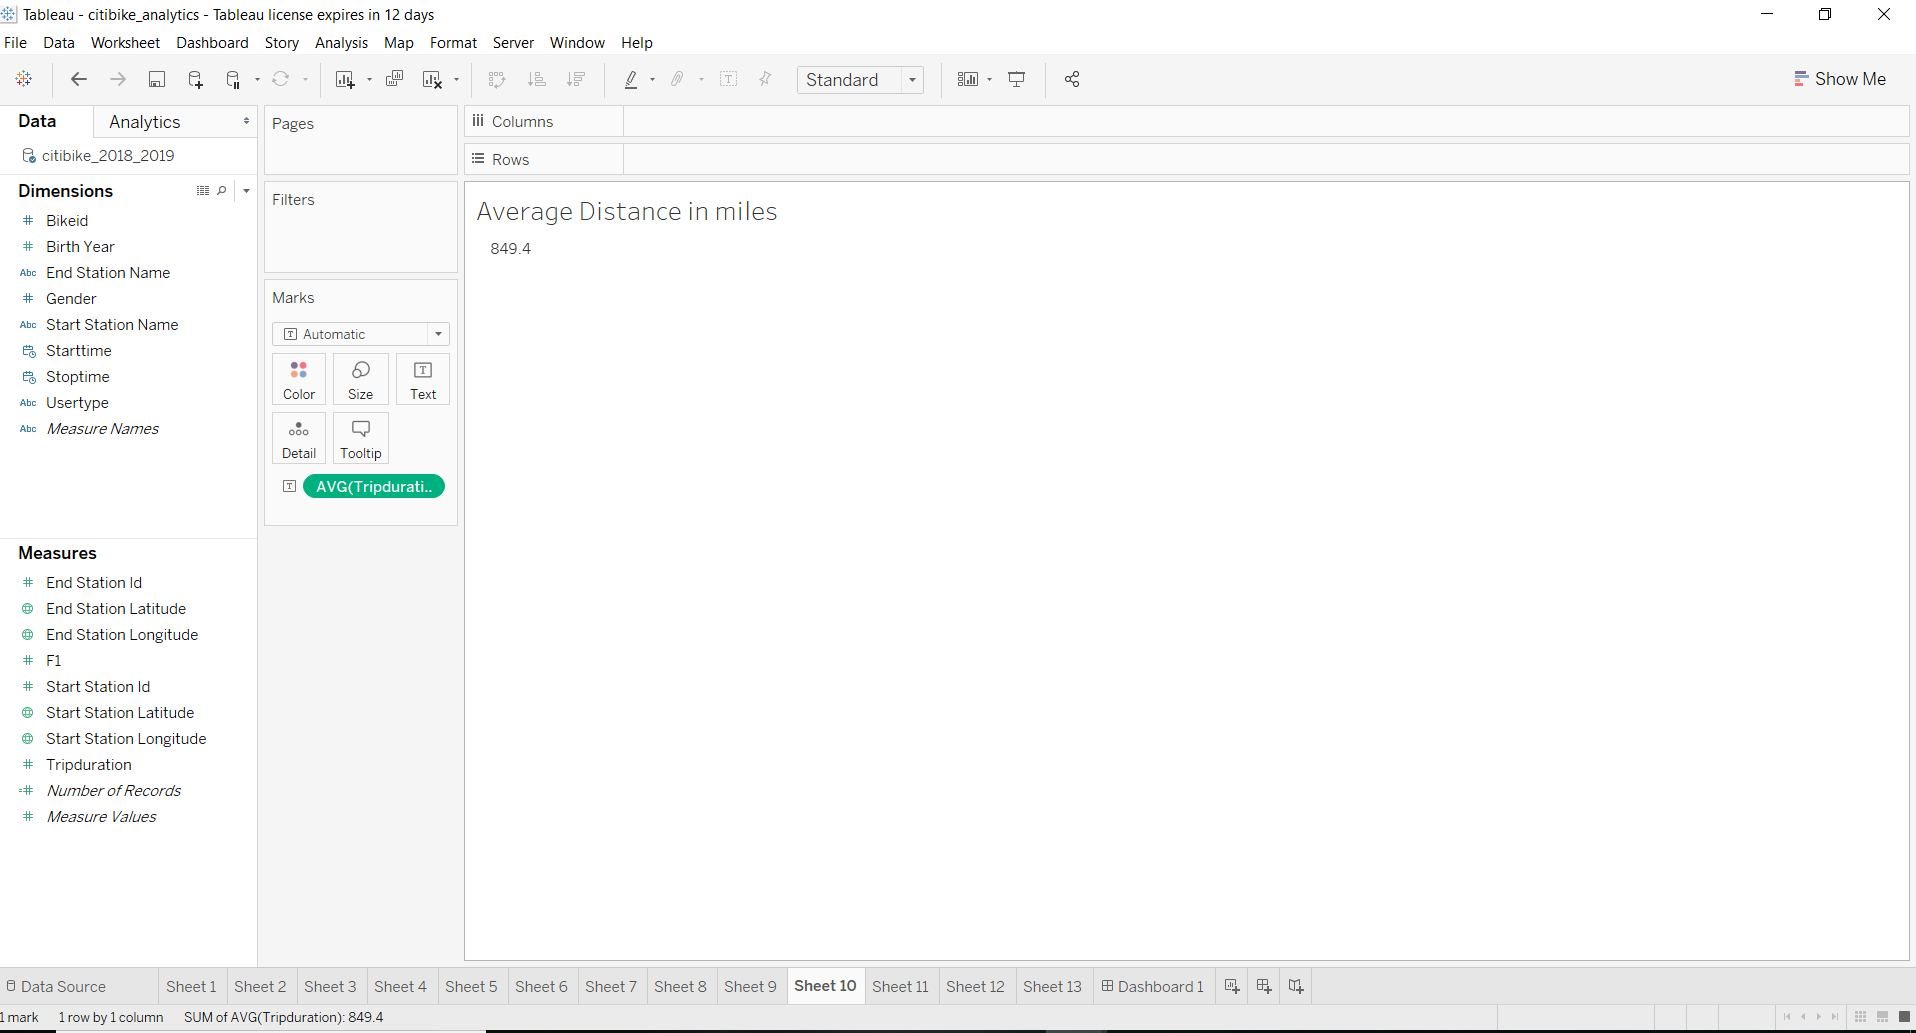 Tableau - citibike_analytics - Tableau license expires in 12 days
File Data Worksheet Dashboard Story Analysis Map Format Server Window Help
Standard
Show Me
Data
Analytics
citibike_2018_2019
Dimensions
# Bikeid
# Birth Year
Abc End Station Name
# Gender
Abc Start Station Name
Starttime
Stoptime
Abc Usertype
Abc Measure Names
Measures
# End Station Id
End Station Latitude
End Station Longitude
# F1
# Start Station Id
Start Station Latitude
Start Station Longitude
# Tripduration
=# Number of Records
# Measure Values
Pages
Filters
Marks
T Automatic
Color Size T Text
Detail Tooltip
T AVG(Tripdurati..
Columns
Rows
Average Distance in miles
849.4
Data Source Sheet 1 Sheet 2 Sheet 3 Sheet 4 Sheet 5 Sheet 6 Sheet 7 Sheet 8 Sheet 9 Sheet 10 Sheet 11 Sheet 12 Sheet 13 Dashboard 1
1 mark 1 row by 1 column SUM of AVG(Tripduration): 849.4